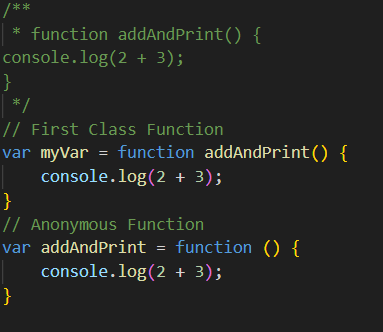 /**
 * function addAndPrint() {
console.log(2 + 3);
}
 */
// First Class Function
var myVar = function addAndPrint() {
    console.log(2 + 3);
}
// Anonymous Function
var addAndPrint = function () {
    console.log(2 + 3);
}